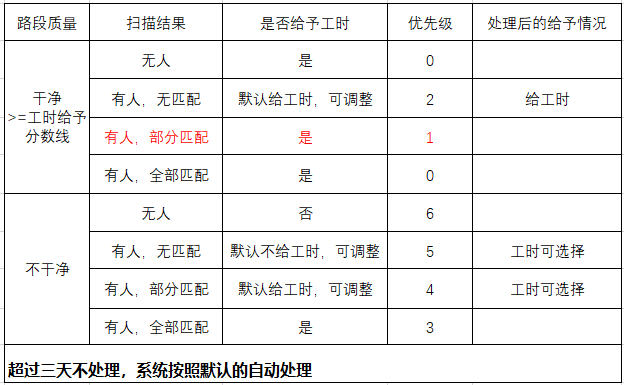 路段质量 扫描结果 是否给予工时 优先级 处理后的给予情况
干净
>=工时给予
分数线
无人 是 0
有人，无匹配 默认给工时，可调整 2 给工时
有人，部分匹配 是 1
有人，全部匹配 是 0
不干净
无人 否 6
有人，无匹配 默认不给工时，可调整 5 工时可选择
有人，部分匹配 默认给工时，可调整 4 工时可选择
有人，全部匹配 是 3
超过三天不处理，系统按照默认的自动处理